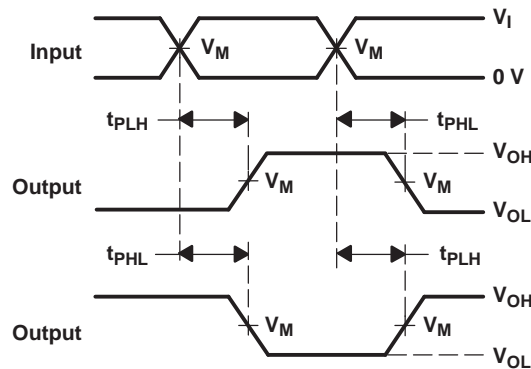 V_I
Input V_M V_M
0 V
t_PLH t_PHL
V_OH
Output V_M V_M
V_OL
t_PHL t_PLH
V_OH
Output V_M V_M
V_OL